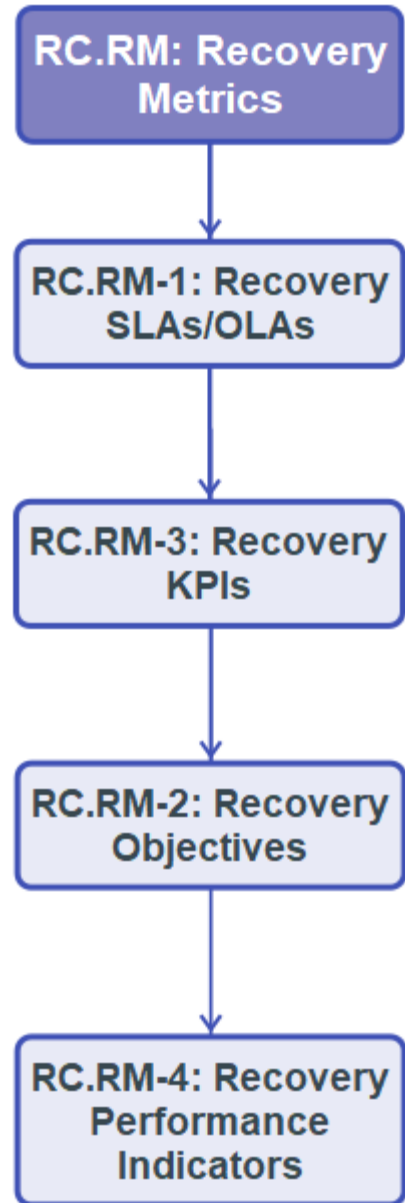 RC.RM: Recovery
Metrics
RC.RM-1: Recovery
SLAs/OLAs
RC.RM-3: Recovery
KPIs
RC.RM-2: Recovery
Objectives
RC.RM-4: Recovery
Performance
Indicators